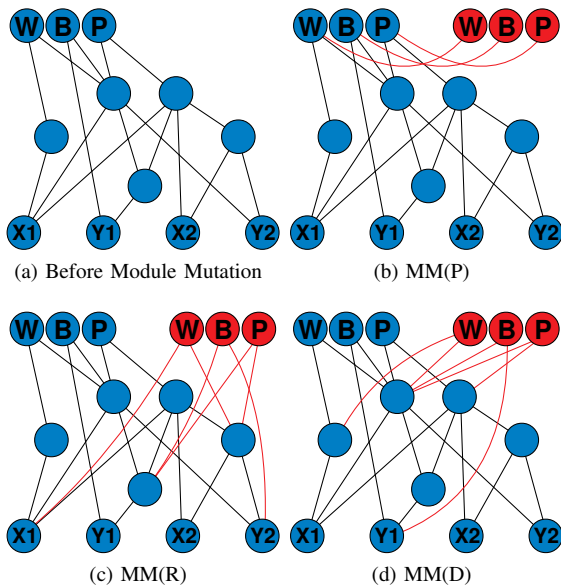 W B P
X1 Y1 X2 Y2
(a) Before Module Mutation
W B P W B P
X1 Y1 X2 Y2
(b) MM(P)
W B P W B P
X1 Y1 X2 Y2
(c) MM(R)
W B P W B P
X1 Y1 X2 Y2
(d) MM(D)